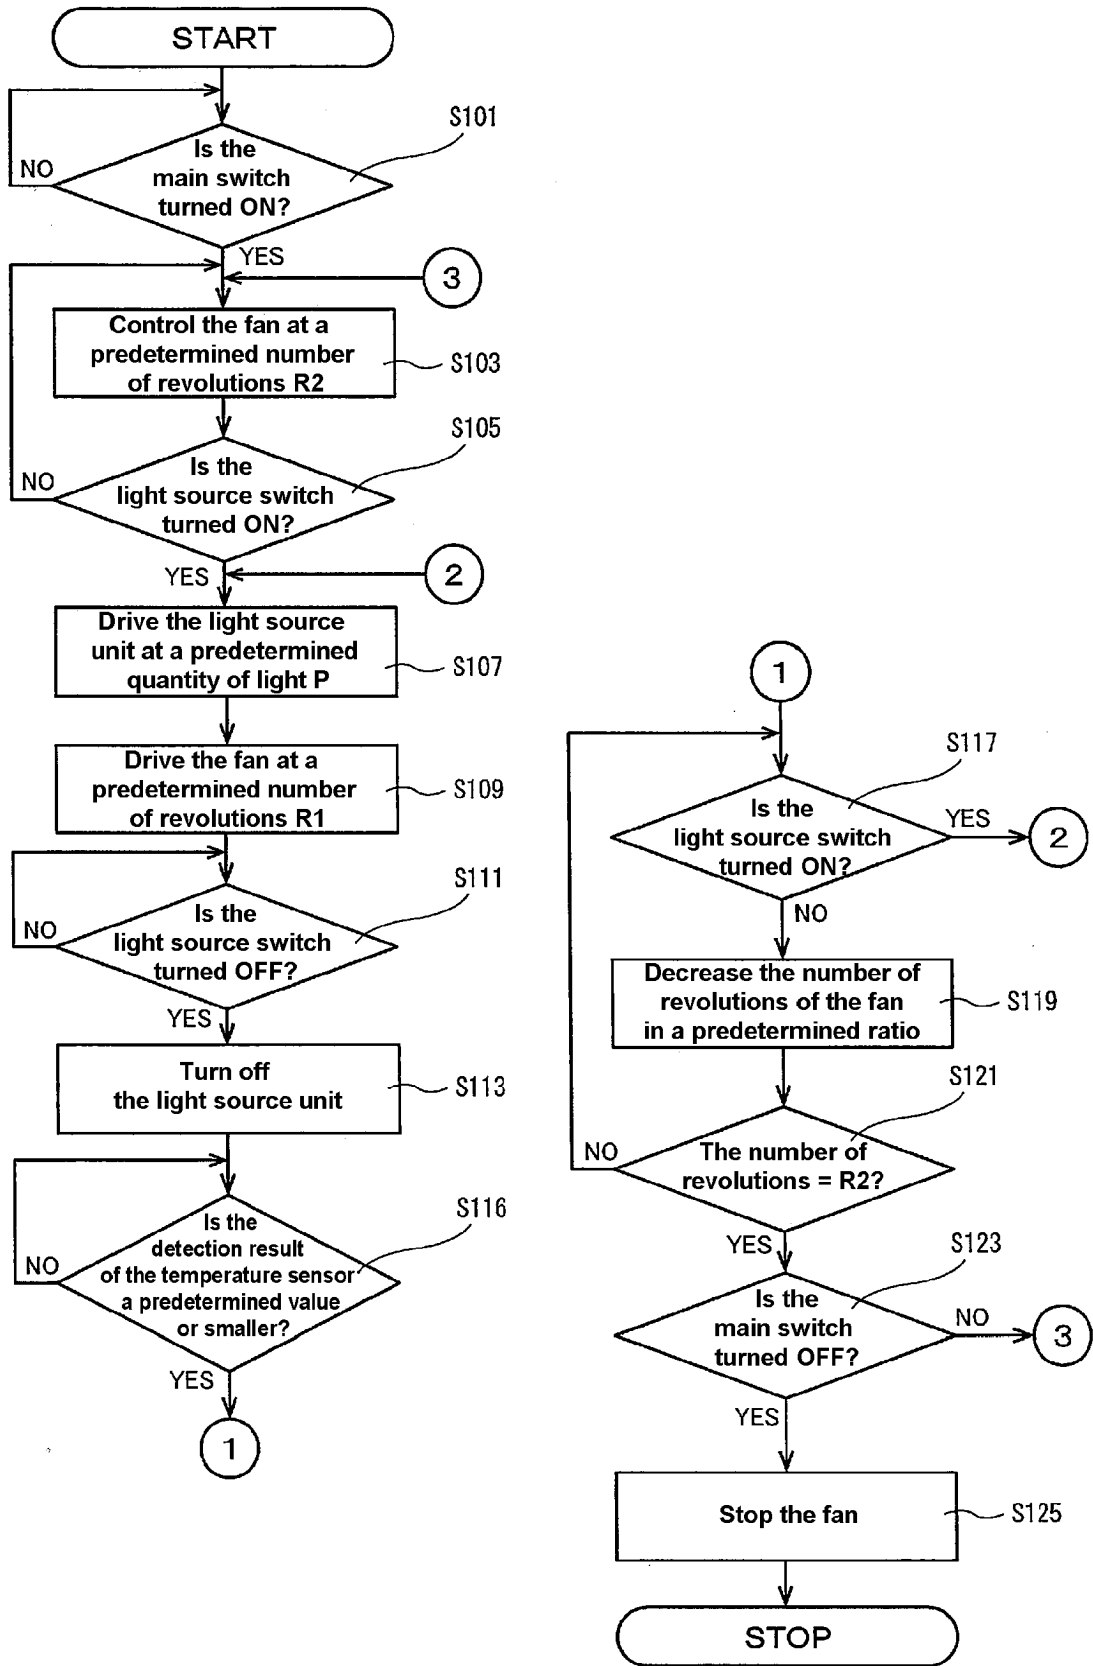 START
S101
Is the
main switch
turned ON?
NO
YES
3
Control the fan at a
predetermined number
of revolutions R2
S103
S105
Is the
light source switch
turned ON?
NO
YES
2
Drive the light source
unit at a predetermined
quantity of light P
S107
Drive the fan at a
predetermined number
of revolutions R1
S109
S111
Is the
light source switch
turned OFF?
NO
YES
Turn off
the light source unit
S113
S116
Is the
detection result
of the temperature sensor
a predetermined value
or smaller?
NO
YES
1
1
S117
Is the
light source switch
turned ON?
YES
2
NO
Decrease the number of
revolutions of the fan
in a predetermined ratio
S119
S121
The number of
revolutions = R2?
NO
YES
S123
Is the
main switch
turned OFF?
NO
3
YES
Stop the fan
S125
STOP